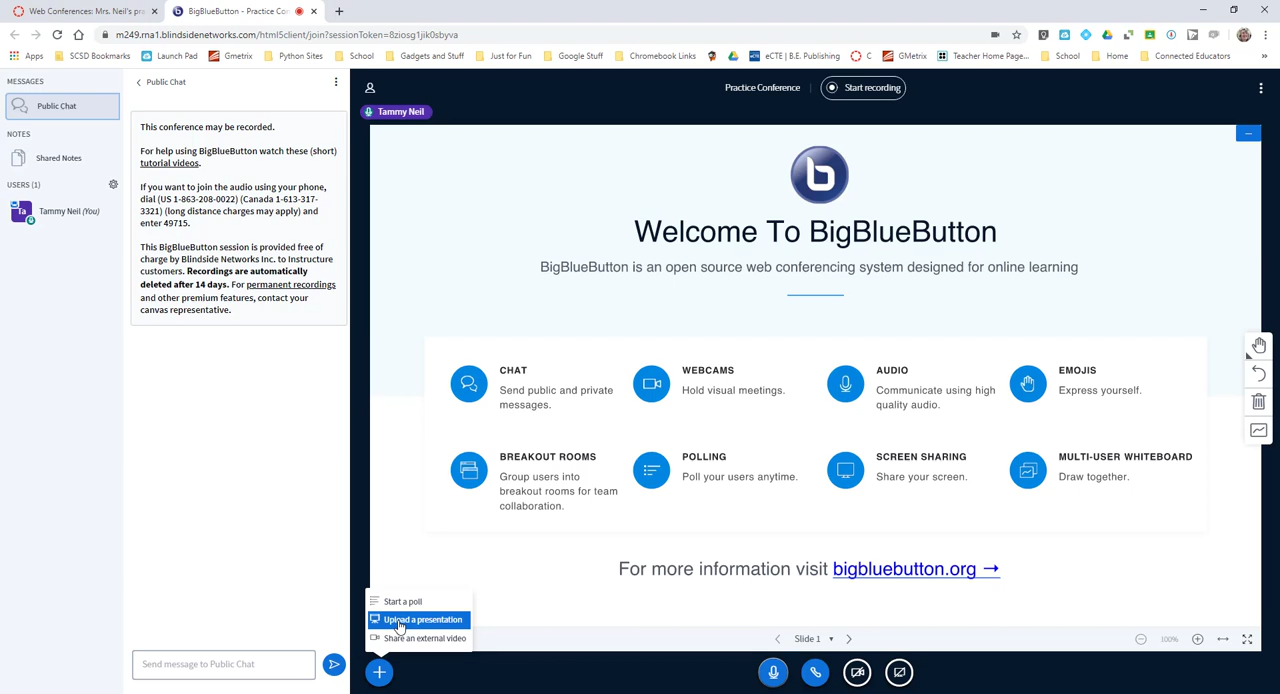 Web Conferences: Mrs. Neil's pra
BigBlueButton - Practice Con
m249.rna1.blindsidenetworks.com/html5client/join?sessionToken=8ziosg1jik0sbyva
Apps
SCSD Bookmarks
Launch Pad
Gmetrix
Python Sites
School
Gadgets and Stuff
Just for Fun
Google Stuff
Chromebook Links
eCTE | B.E. Publishing
C
GMetrix
Teacher Home Page...
School
Home
Connected Educators
»
MESSAGES
Public Chat
NOTES
Shared Notes
USERS (1)
Ta
Tammy Neil (You)
Public Chat
This conference may be recorded.
For help using BigBlueButton watch these (short)
tutorial videos.
If you want to join the audio using your phone,
dial (US 1-863-208-0022) (Canada 1-613-317-
3321) (long distance charges may apply) and
enter 49715.
This BigBlueButton session is provided free of
charge by Blindside Networks Inc. to Instructure
customers. Recordings are automatically
deleted after 14 days. For permanent recordings
and other premium features, contact your
canvas representative.
Send message to Public Chat
Practice Conference
Start recording
Tammy Neil
b
Welcome To BigBlueButton
BigBlueButton is an open source web conferencing system designed for online learning
CHAT
Send public and private
messages.
WEBCAMS
Hold visual meetings.
AUDIO
Communicate using high
quality audio.
EMOJIS
Express yourself.
BREAKOUT ROOMS
Group users into
breakout rooms for team
collaboration.
POLLING
Poll your users anytime.
SCREEN SHARING
Share your screen.
MULTI-USER WHITEBOARD
Draw together.
For more information visit bigbluebutton.org →
Start a poll
Upload a presentation
Share an external video
Slide 1
100%